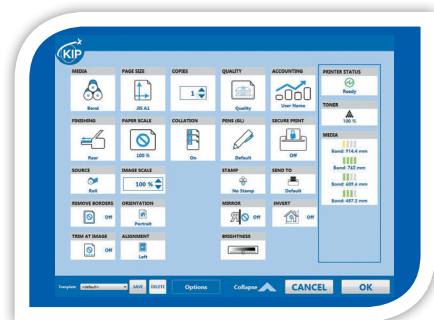 KIP
MEDIA
Bond
PAGE SIZE
JIS A1
COPIES
1
QUALITY
Quality
ACCOUNTING
User Name
PRINTER STATUS
Ready
TONER
100 %
MEDIA
Bond: 914.4 mm
Bond: 762 mm
Bond: 609.6 mm
Bond: 457.2 mm
FINISHING
Rear
PAPER SCALE
100 %
COLLATION
On
PENS (GL)
Default
SECURE PRINT
Off
SOURCE
Roll
IMAGE SCALE
100 %
STAMP
No Stamp
SEND TO
Default
REMOVE BORDERS
Off
ORIENTATION
Portrait
MIRROR
Off
INVERT
Off
TRIM AT IMAGE
Off
ALIGNMENT
Left
BRIGHTNESS
Template <default> SAVE DELETE Options Collapse CANCEL OK